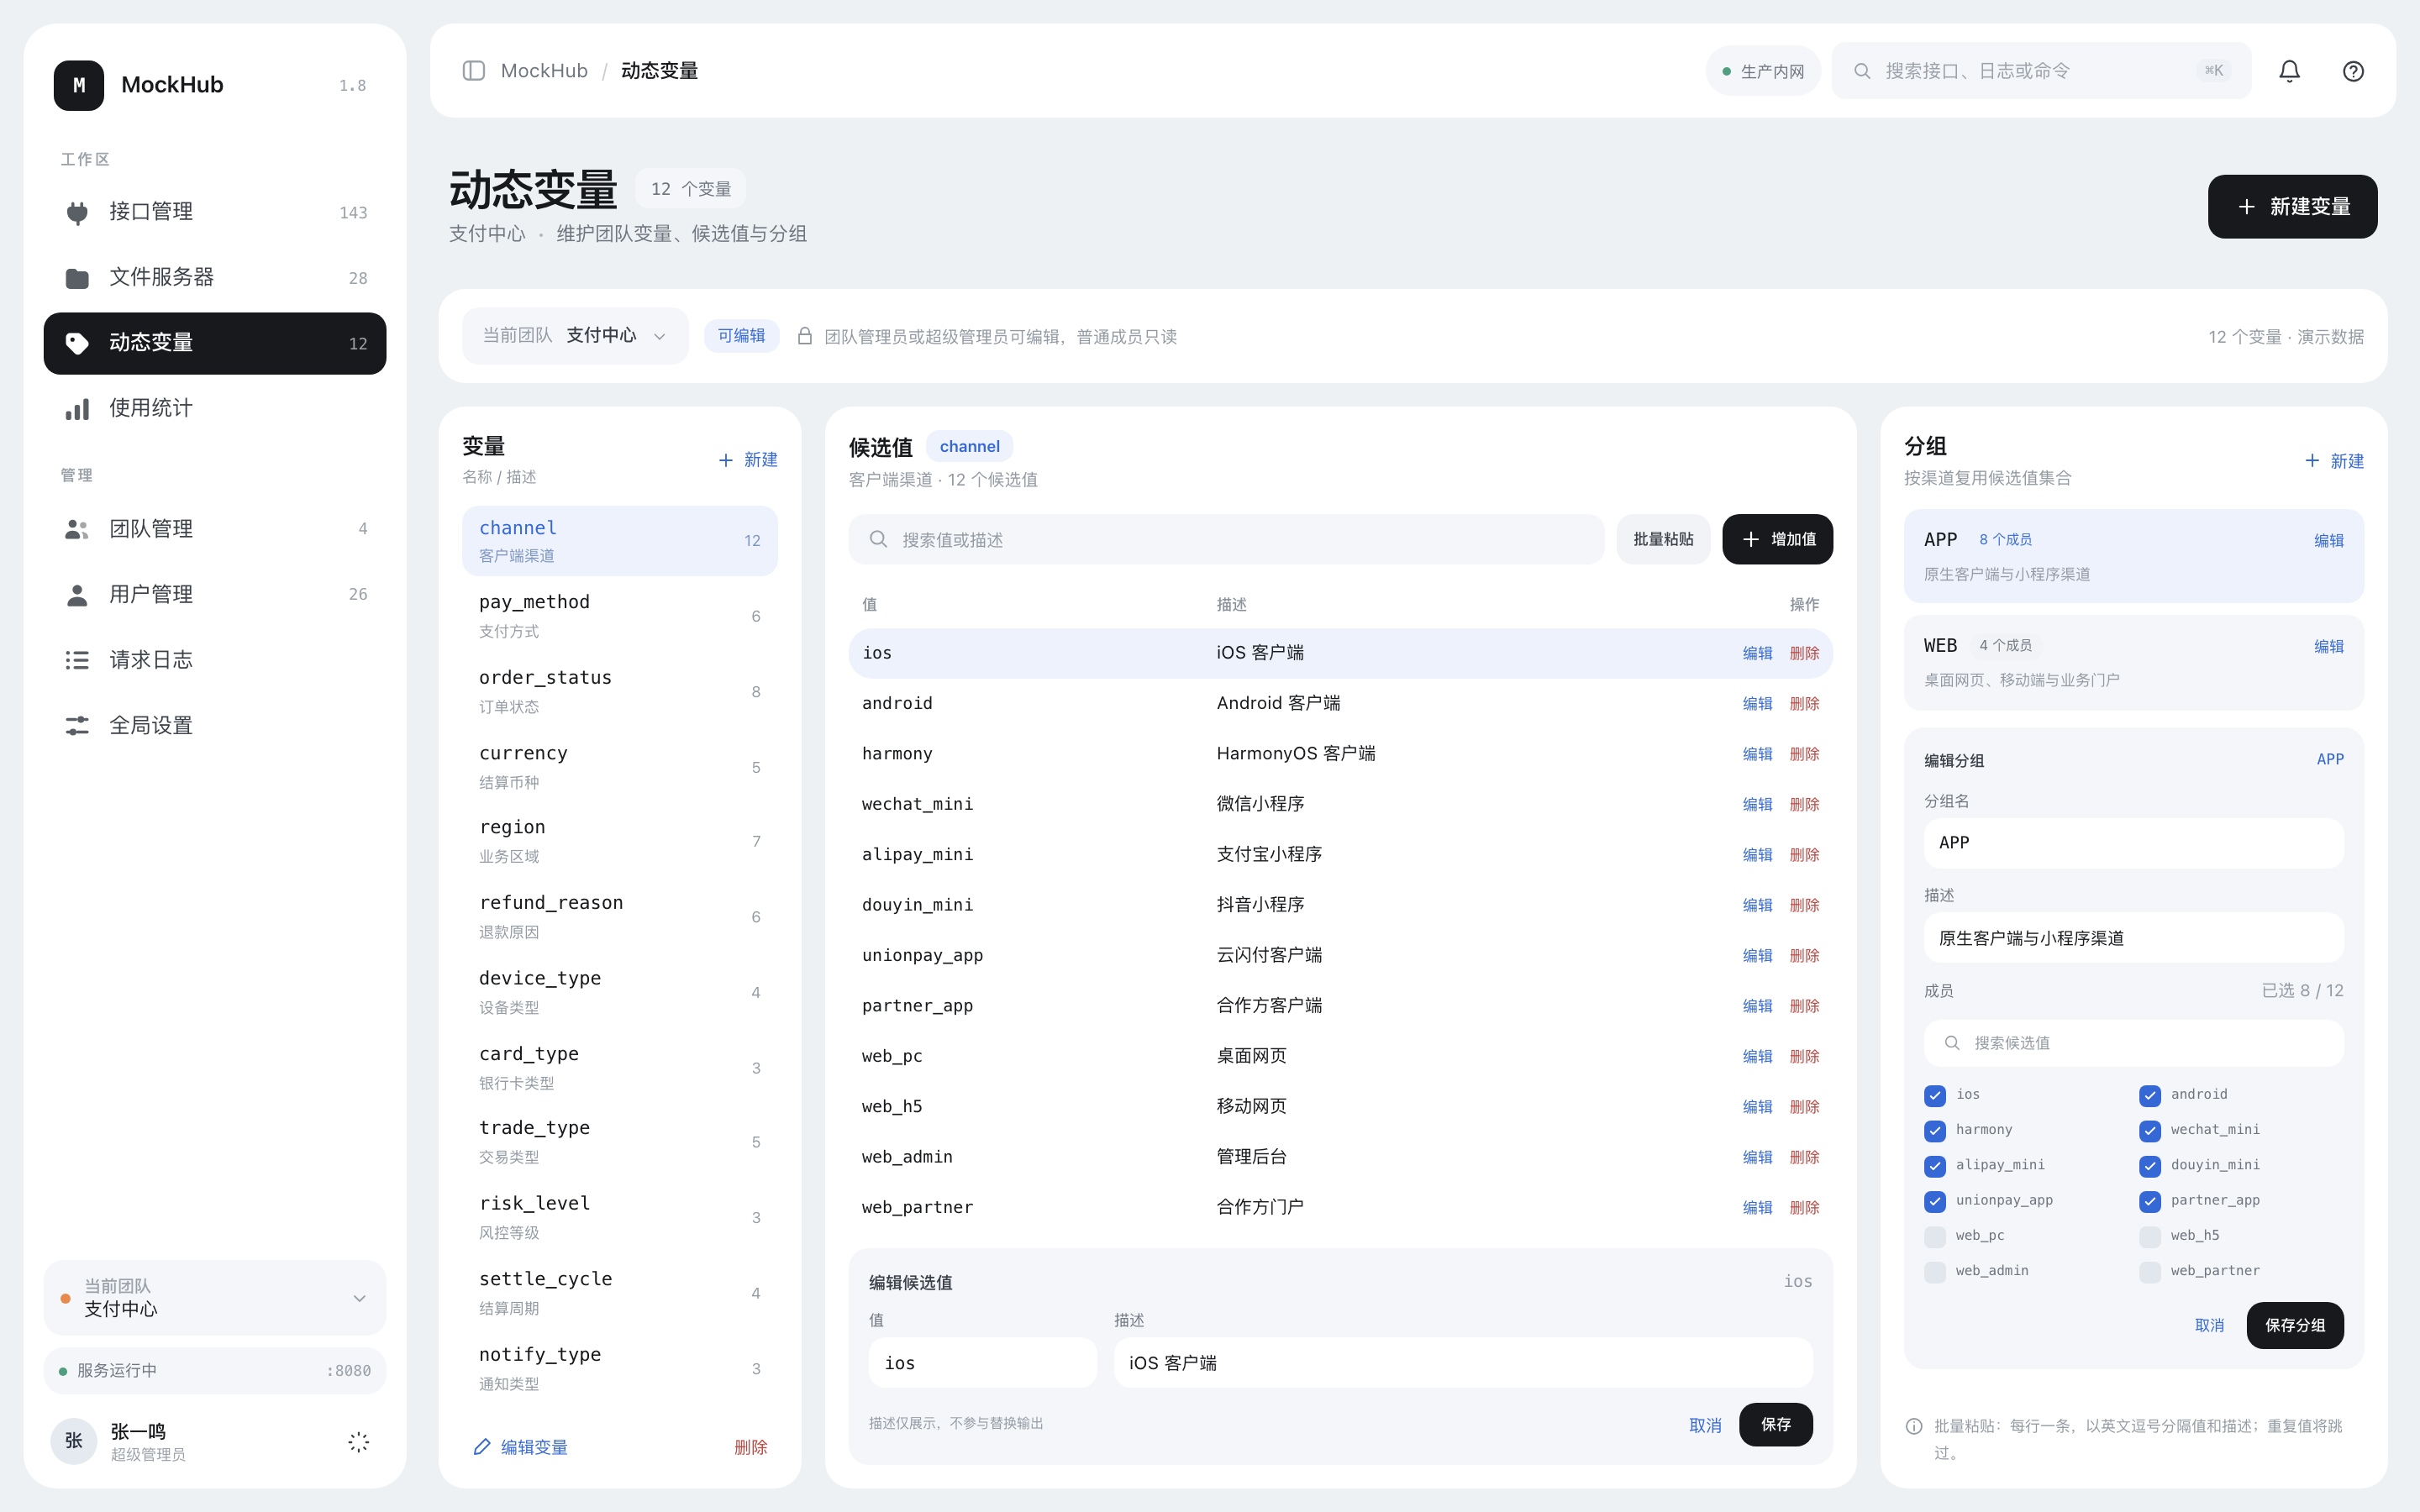 M MockHub 1.8
工作区
接口管理 143
文件服务器 28
动态变量 12
使用统计
管理
团队管理 4
用户管理 26
请求日志
全局设置
当前团队
支付中心
服务运行中 :8080
张 张一鸣
超级管理员
MockHub / 动态变量
生产内网
搜索接口、日志或命令 ⌘K
动态变量 12 个变量
支付中心 · 维护团队变量、候选值与分组
+ 新建变量
当前团队 支付中心 可编辑 团队管理员或超级管理员可编辑，普通成员只读 12 个变量 · 演示数据
变量
名称 / 描述
+ 新建
channel
客户端渠道
12
pay_method
支付方式
6
order_status
订单状态
8
currency
结算币种
5
region
业务区域
7
refund_reason
退款原因
6
device_type
设备类型
4
card_type
银行卡类型
3
trade_type
交易类型
5
risk_level
风控等级
3
settle_cycle
结算周期
4
notify_type
通知类型
3
编辑变量 删除
候选值 channel
客户端渠道 · 12 个候选值
搜索值或描述 批量粘贴 + 增加值
值 描述 操作
ios iOS 客户端 编辑 删除
android Android 客户端 编辑 删除
harmony HarmonyOS 客户端 编辑 删除
wechat_mini 微信小程序 编辑 删除
alipay_mini 支付宝小程序 编辑 删除
douyin_mini 抖音小程序 编辑 删除
unionpay_app 云闪付客户端 编辑 删除
partner_app 合作方客户端 编辑 删除
web_pc 桌面网页 编辑 删除
web_h5 移动网页 编辑 删除
web_admin 管理后台 编辑 删除
web_partner 合作方门户 编辑 删除
编辑候选值 ios
值 描述
ios iOS 客户端
描述仅展示，不参与替换输出 取消 保存
分组
按渠道复用候选值集合
+ 新建
APP 8 个成员 编辑
原生客户端与小程序渠道
WEB 4 个成员 编辑
桌面网页、移动端与业务门户
编辑分组 APP
分组名
APP
描述
原生客户端与小程序渠道
成员 已选 8 / 12
搜索候选值
ios android
harmony wechat_mini
alipay_mini douyin_mini
unionpay_app partner_app
web_pc web_h5
web_admin web_partner
取消 保存分组
批量粘贴：每行一条，以英文逗号分隔值和描述；重复值将跳
过。